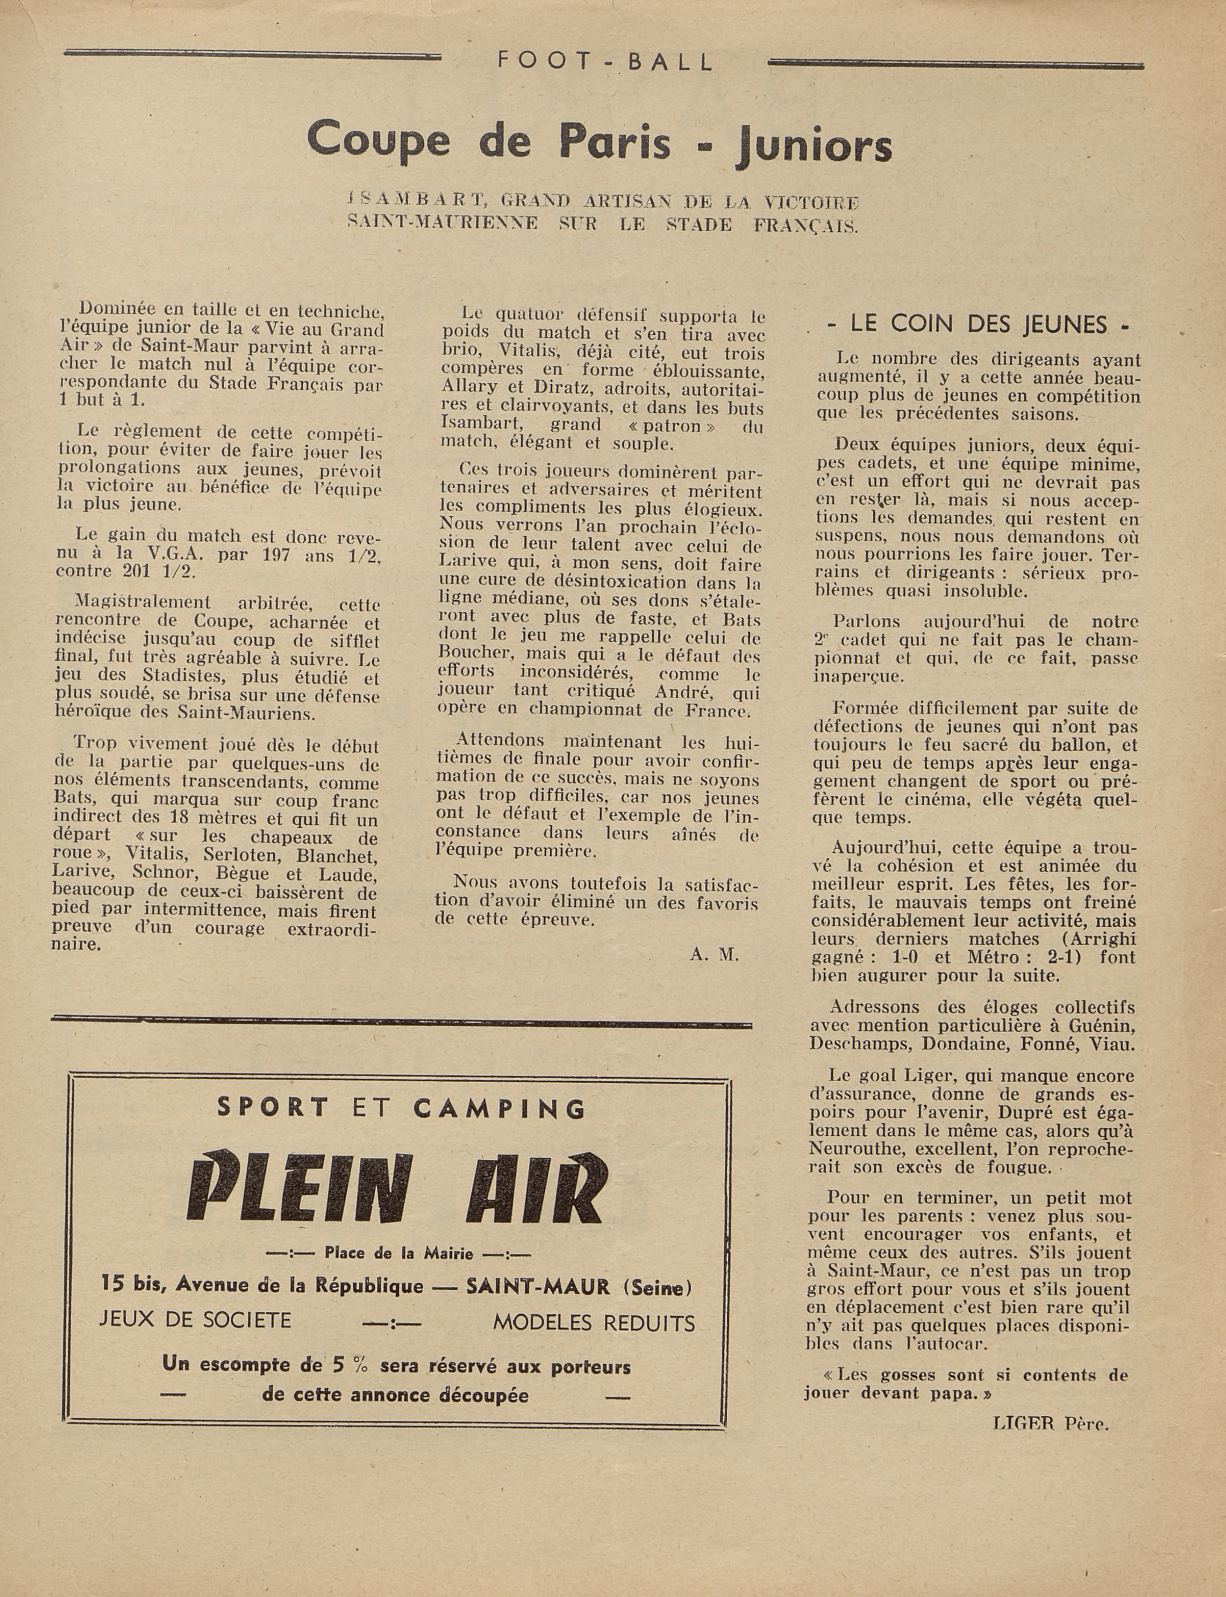 FOOT-BALL
Coupe de Paris - Juniors
ISAMBART, GRAND ARTISAN DE LA VICTOIRE
SAINT-MAURIENNE SUR LE STADE FRANÇAIS.
Dominée en taille et en techniche,
l'équipe junior de la « Vie au Grand
Air » de Saint-Maur parvint à arra-
cher le match nul à l'équipe cor-
respondante du Stade Français par
1 but à 1.
Le règlement de cette compéti-
tion, pour éviter de faire jouer les
prolongations aux jeunes, prévoit
la victoire au bénéfice de l'équipe
la plus jeune.
Le gain du match est donc reve-
nu à la V.G.A. par 197 ans 1/2,
contre 201 1/2.
Magistralement arbitrée, cette
rencontre de Coupe, acharnée et
indécise jusqu'au coup de sifflet
final, fut très agréable à suivre. Le
jeu des Stadistes, plus étudié et
plus soudé, se brisa sur une défense
héroïque des Saint-Mauriens.
Trop vivement joué dès le début
de la partie par quelques-uns de
nos éléments transcendants, comme
Bats, qui marqua sur coup franc
indirect des 18 mètres et qui fit un
départ « sur les chapeaux de
roue », Vitalis, Serloten, Blanchet,
Larive, Schnor, Bègue et Laude,
beaucoup de ceux-ci baissèrent de
pied par intermittence, mais firent
preuve d'un courage extraordi-
naire.
Le quatuor défensif supporta le
poids du match et s'en tira avec
brio, Vitalis, déjà cité, eut trois
compères en forme éblouissante,
Allary et Diratz, adroits, autoritai-
res et clairvoyants, et dans les buts
Isambart, grand « patron » du
match, élégant et souple.
Ces trois joueurs dominèrent par-
tenaires et adversaires et méritent
les compliments les plus élogieux.
Nous verrons l'an prochain l'éclo-
sion de leur talent avec celui de
Larive qui, à mon sens, doit faire
une cure de désintoxication dans la
ligne médiane, où ses dons s'étale-
ront avec plus de faste, et Bats
dont le jeu me rappelle celui de
Boucher, mais qui a le défaut des
efforts inconsidérés, comme le
joueur tant critiqué André, qui
opère en championnat de France.
Attendons maintenant les hui-
tièmes de finale pour avoir confir-
mation de ce succès, mais ne soyons
pas trop difficiles, car nos jeunes
ont le défaut et l'exemple de l'in-
constance dans leurs aînés de
l'équipe première.
Nous avons toutefois la satisfac-
tion d'avoir éliminé un des favoris
de cette épreuve.
A. M.
- LE COIN DES JEUNES -
Le nombre des dirigeants ayant
augmenté, il y a cette année beau-
coup plus de jeunes en compétition
que les précédentes saisons.
Deux équipes juniors, deux équi-
pes cadets, et une équipe minime,
c'est un effort qui ne devrait pas
en rester là, mais si nous accep-
tions les demandes qui restent en
suspens, nous nous demandons où
nous pourrions les faire jouer. Ter-
rains et dirigeants : sérieux pro-
blèmes quasi insoluble.
Parlons aujourd'hui de notre
2e cadet qui ne fait pas le cham-
pionnat et qui, de ce fait, passe
inaperçue.
Formée difficilement par suite de
défections de jeunes qui n'ont pas
toujours le feu sacré du ballon, et
qui peu de temps après leur enga-
gement changent de sport ou pré-
fèrent le cinéma, elle végéta quel-
que temps.
Aujourd'hui, cette équipe a trou-
vé la cohésion et est animée du
meilleur esprit. Les fêtes, les for-
faits, le mauvais temps ont freiné
considérablement leur activité, mais
leurs derniers matches (Arrighi
gagné : 1-0 et Métro : 2-1) font
bien augurer pour la suite.
Adressons des éloges collectifs
avec mention particulière à Guénin,
Deschamps, Dondaine, Fonné, Viau.
Le goal Liger, qui manque encore
d'assurance, donne de grands es-
poirs pour l'avenir, Dupré est éga-
lement dans le même cas, alors qu'à
Neurouthe, excellent, l'on reproche-
rait son excès de fougue.
Pour en terminer, un petit mot
pour les parents : venez plus sou-
vent encourager vos enfants, et
même ceux des autres. S'ils jouent
à Saint-Maur, ce n'est pas un trop
gros effort pour vous et s'ils jouent
en déplacement c'est bien rare qu'il
n'y ait pas quelques places disponi-
bles dans l'autocar.
« Les gosses sont si contents de
jouer devant papa. »
LIGER Père.
SPORT ET CAMPING
PLEIN AIR
—:— Place de la Mairie —:—
15 bis, Avenue de la République — SAINT-MAUR (Seine)
JEUX DE SOCIETE —:— MODELES REDUITS
Un escompte de 5 % sera réservé aux porteurs
— de cette annonce découpée —